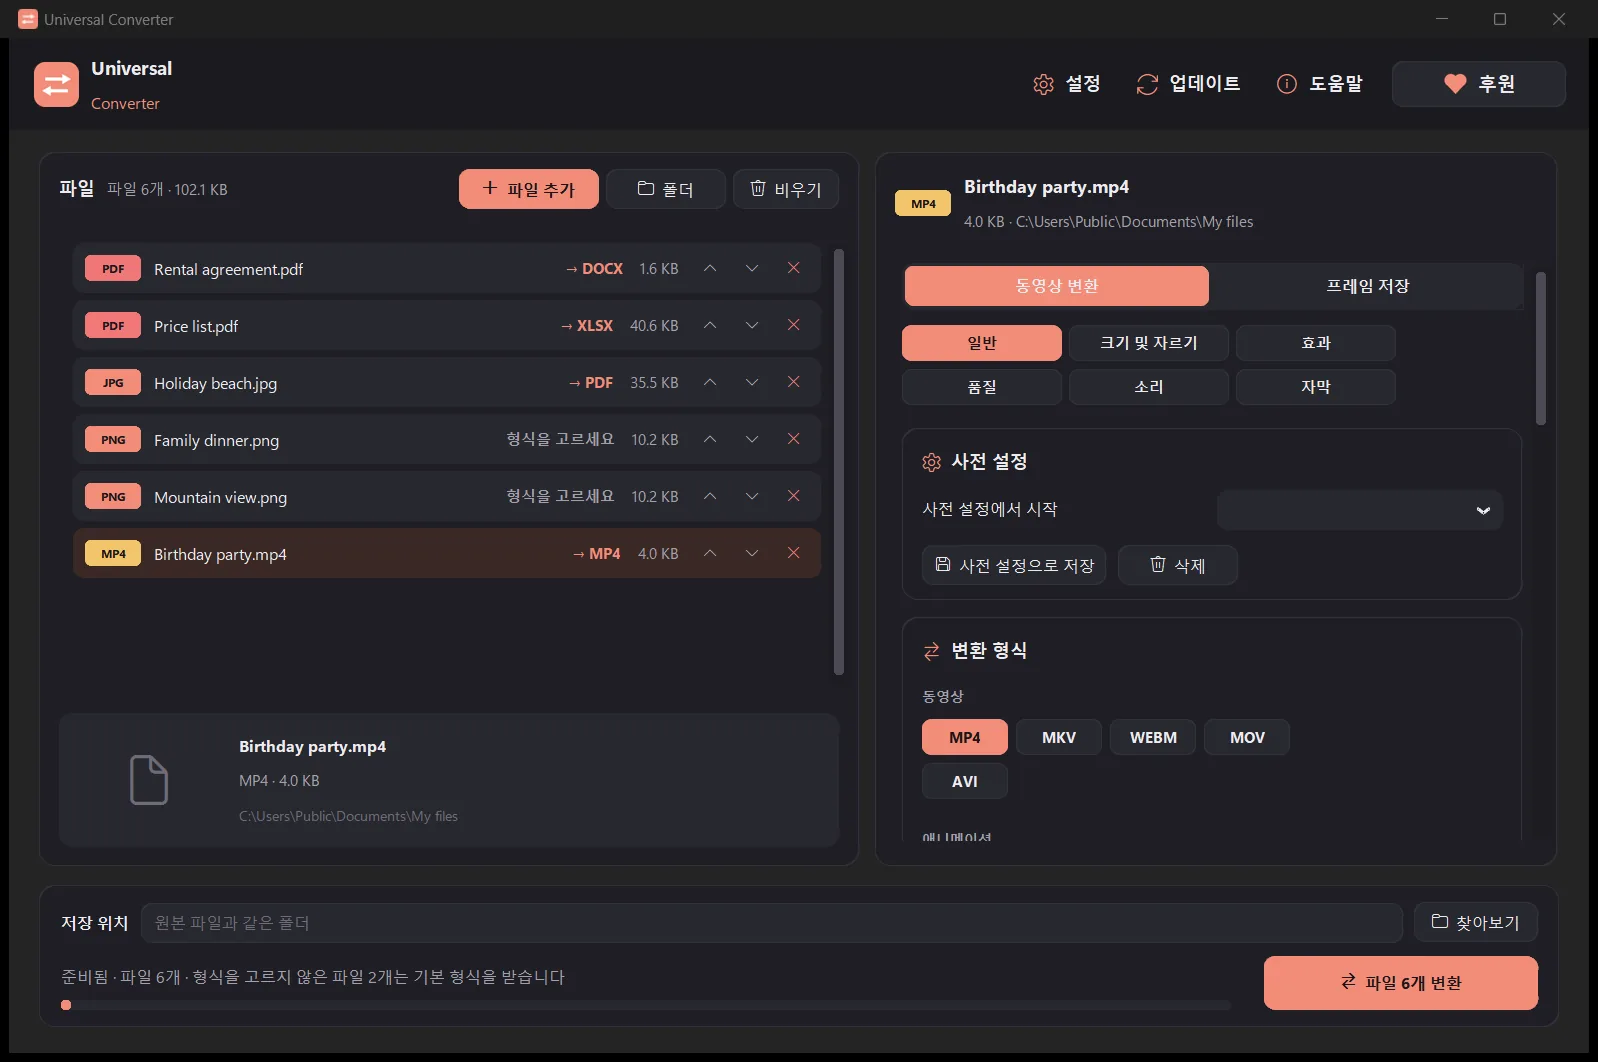 Universal Converter
Universal
Converter
설정
업데이트
도움말
후원
파일 파일 6개 · 102.1 KB
파일 추가
폴더
비우기
PDF Rental agreement.pdf → DOCX 1.6 KB
PDF Price list.pdf → XLSX 40.6 KB
JPG Holiday beach.jpg → PDF 35.5 KB
PNG Family dinner.png 형식을 고르세요 10.2 KB
PNG Mountain view.png 형식을 고르세요 10.2 KB
MP4 Birthday party.mp4 → MP4 4.0 KB
Birthday party.mp4
MP4 · 4.0 KB
C:\Users\Public\Documents\My files
MP4
Birthday party.mp4
4.0 KB · C:\Users\Public\Documents\My files
동영상 변환 프레임 저장
일반 크기 및 자르기 효과
품질 소리 자막
사전 설정
사전 설정에서 시작
사전 설정으로 저장 삭제
변환 형식
동영상
MP4 MKV WEBM MOV
AVI
애니메이션
저장 위치 원본 파일과 같은 폴더 찾아보기
준비됨 · 파일 6개 · 형식을 고르지 않은 파일 2개는 기본 형식을 받습니다
파일 6개 변환